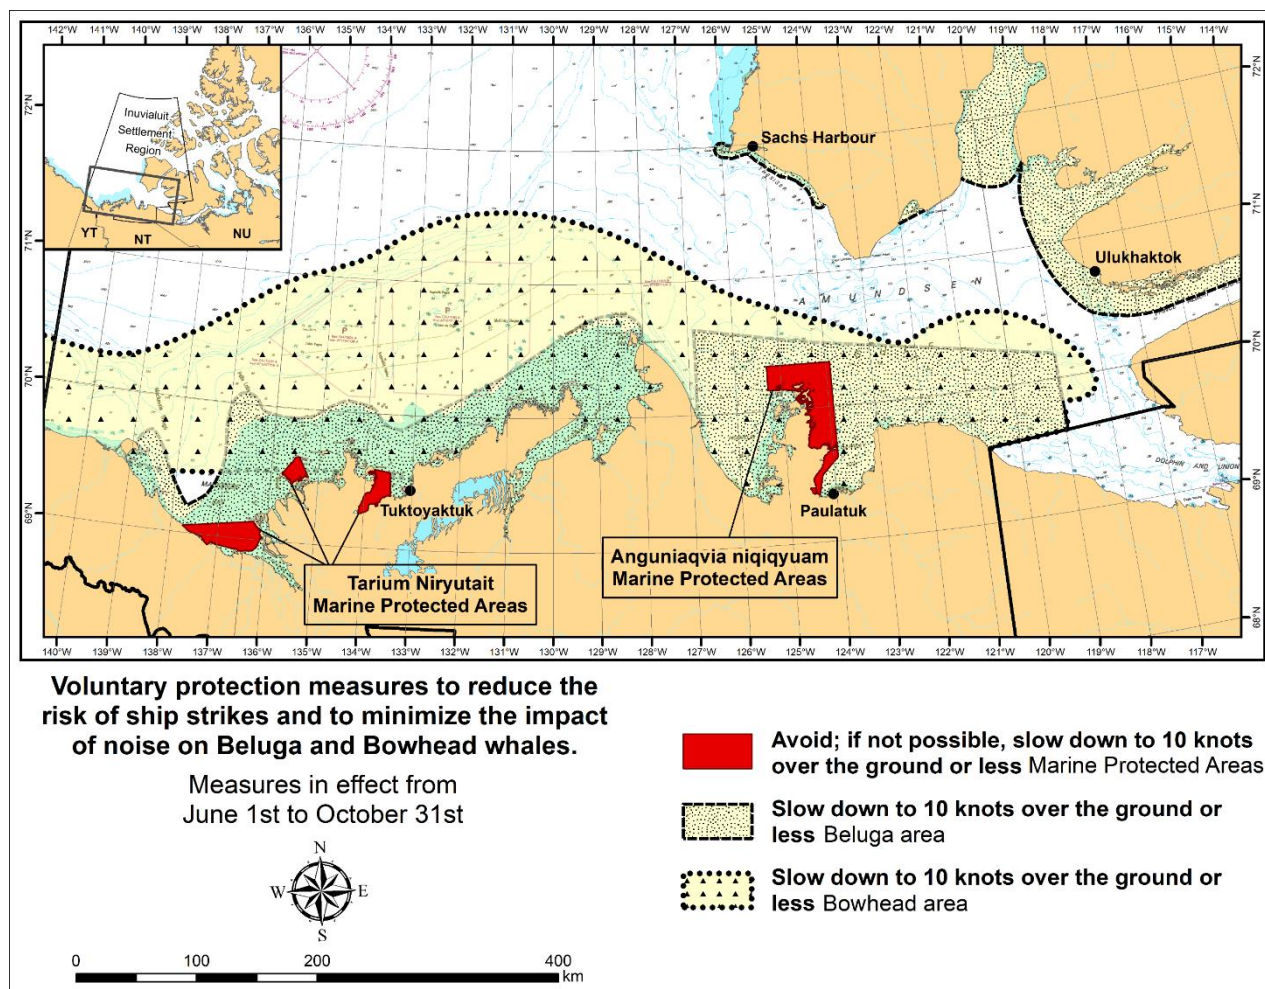 142°W 141°W 140°W 139°W 138°W 137°W 136°W 135°W 134°W 133°W 132°W 131°W 130°W 129°W 128°W 127°W 126°W 125°W 124°W 123°W 122°W 121°W 120°W 119°W 118°W 117°W 116°W 115°W 114°W
72°N
71°N
70°N
69°N
72°N
71°N
70°N
69°N
68°N
Inuvialuit
Settlement
Region
YT
NT
NU
Sachs Harbour
Ulukhaktok
AMUNDSEN
DOLPHIN AND UNION
Tuktoyaktuk
Paulatuk
Tarium Niryutait
Marine Protected Areas
Anguniaqvia niqiqyuam
Marine Protected Areas
140°W 139°W 138°W 137°W 136°W 135°W 134°W 133°W 132°W 131°W 130°W 129°W 128°W 127°W 126°W 125°W 124°W 123°W 122°W 121°W 120°W 119°W 118°W 117°W
Voluntary protection measures to reduce the
risk of ship strikes and to minimize the impact
of noise on Beluga and Bowhead whales.
Measures in effect from
June 1st to October 31st
N
W E
S
0 100 200 400
km
Avoid; if not possible, slow down to 10 knots
over the ground or less Marine Protected Areas
Slow down to 10 knots over the ground or
less Beluga area
Slow down to 10 knots over the ground or
less Bowhead area